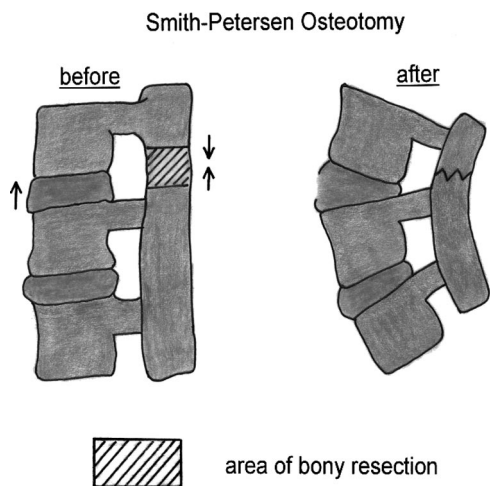 Smith-Petersen Osteotomy
before
after
area of bony resection